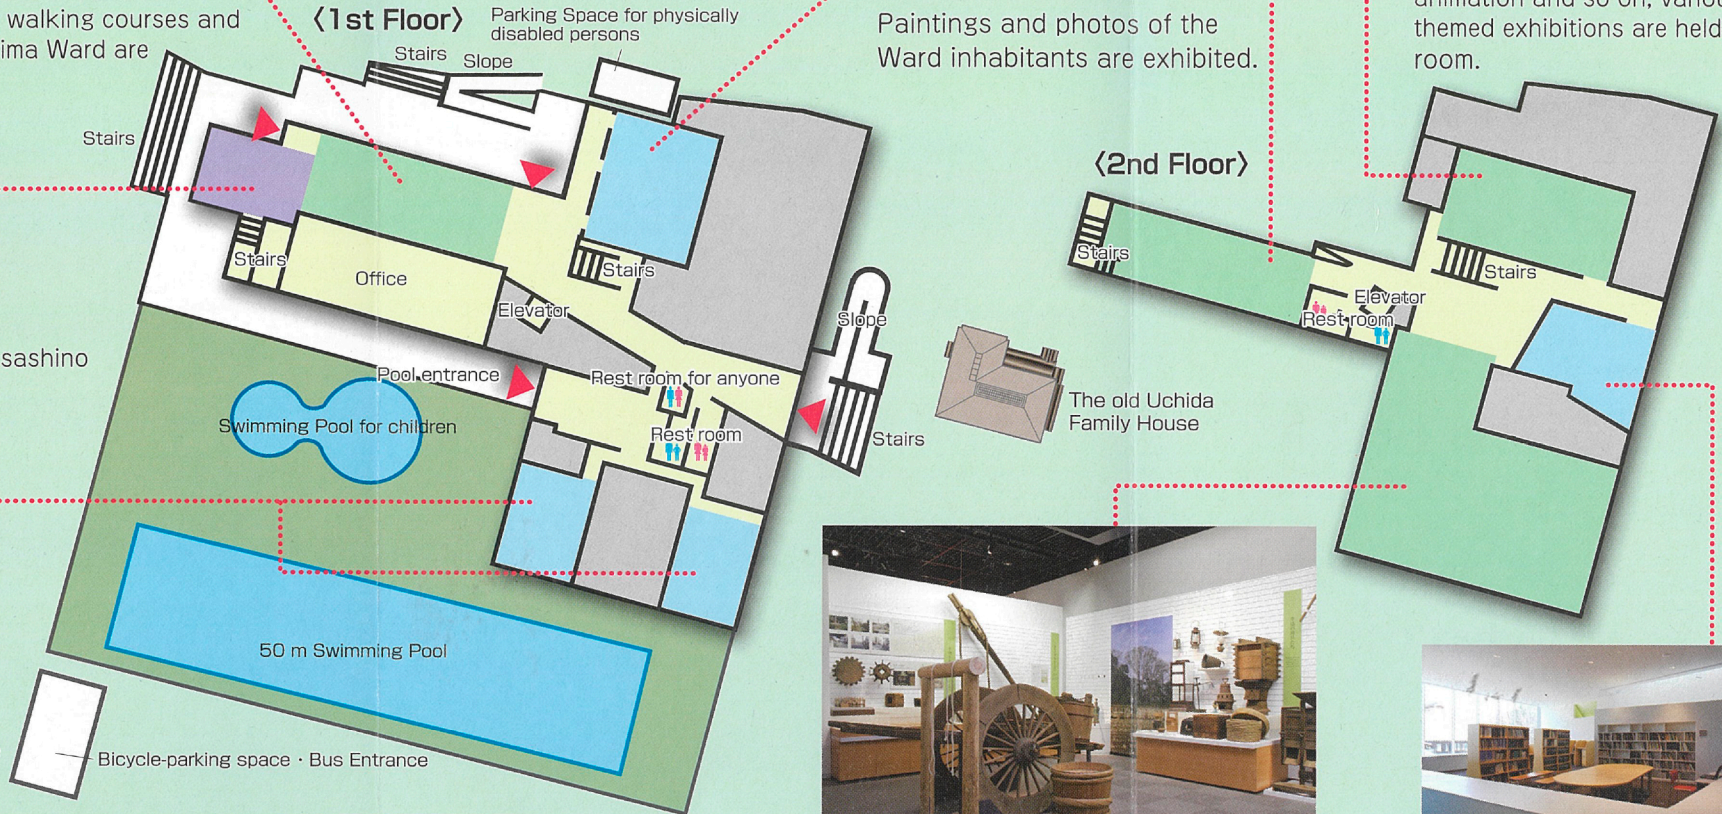 walking courses and
ima Ward are
〈1st Floor〉
Parking Space for physically
disabled persons
Stairs
Slope
Stairs
Paintings and photos of the
Ward inhabitants are exhibited.
themed exhibitions are held
room.
〈2nd Floor〉
Stairs
Office
Stairs
Elevator
Slope
sashino
Pool entrance
Rest room for anyone
Swimming Pool for children
Rest room
Stairs
The old Uchida
Family House
Stairs
Stairs
Elevator
Rest room
50 m Swimming Pool
Bicycle-parking space・Bus Entrance